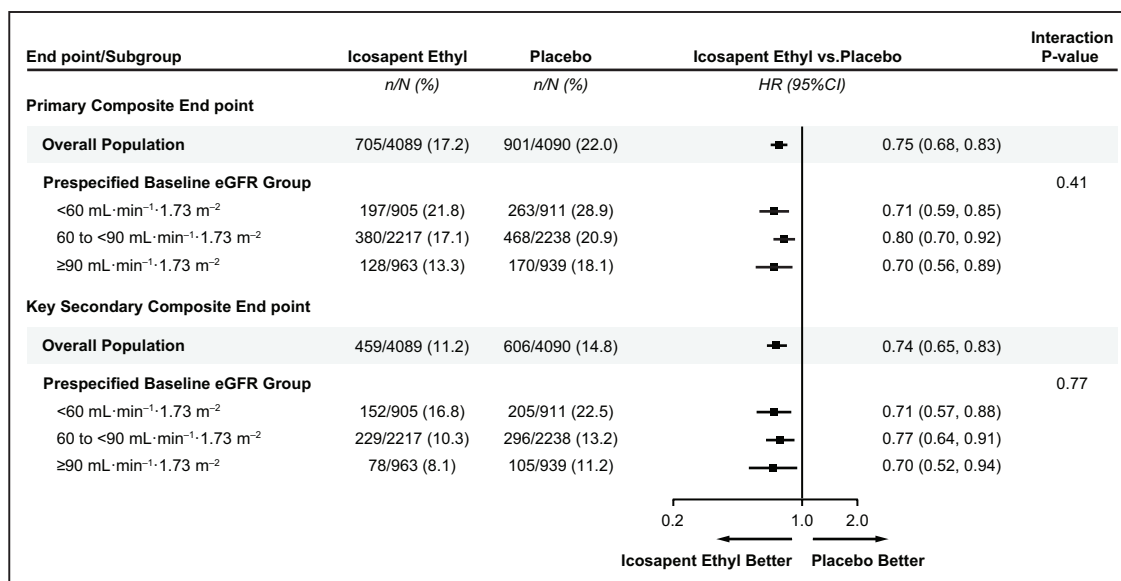 End point/Subgroup Icosapent Ethyl Placebo Icosapent Ethyl vs.Placebo Interaction P-value
n/N (%) n/N (%) HR (95%CI)
Primary Composite End point
Overall Population 705/4089 (17.2) 901/4090 (22.0) 0.75 (0.68, 0.83)
Prespecified Baseline eGFR Group 0.41
<60 mL·min⁻¹·1.73 m⁻² 197/905 (21.8) 263/911 (28.9) 0.71 (0.59, 0.85)
60 to <90 mL·min⁻¹·1.73 m⁻² 380/2217 (17.1) 468/2238 (20.9) 0.80 (0.70, 0.92)
≥90 mL·min⁻¹·1.73 m⁻² 128/963 (13.3) 170/939 (18.1) 0.70 (0.56, 0.89)
Key Secondary Composite End point
Overall Population 459/4089 (11.2) 606/4090 (14.8) 0.74 (0.65, 0.83)
Prespecified Baseline eGFR Group 0.77
<60 mL·min⁻¹·1.73 m⁻² 152/905 (16.8) 205/911 (22.5) 0.71 (0.57, 0.88)
60 to <90 mL·min⁻¹·1.73 m⁻² 229/2217 (10.3) 296/2238 (13.2) 0.77 (0.64, 0.91)
≥90 mL·min⁻¹·1.73 m⁻² 78/963 (8.1) 105/939 (11.2) 0.70 (0.52, 0.94)
0.2 1.0 2.0
Icosapent Ethyl Better Placebo Better